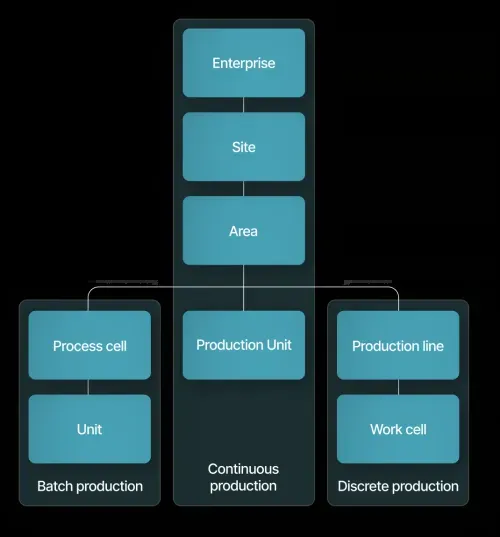 Enterprise
Site
Area
Process cell
Production Unit
Production line
Unit
Work cell
Batch production
Continuous
production
Discrete production